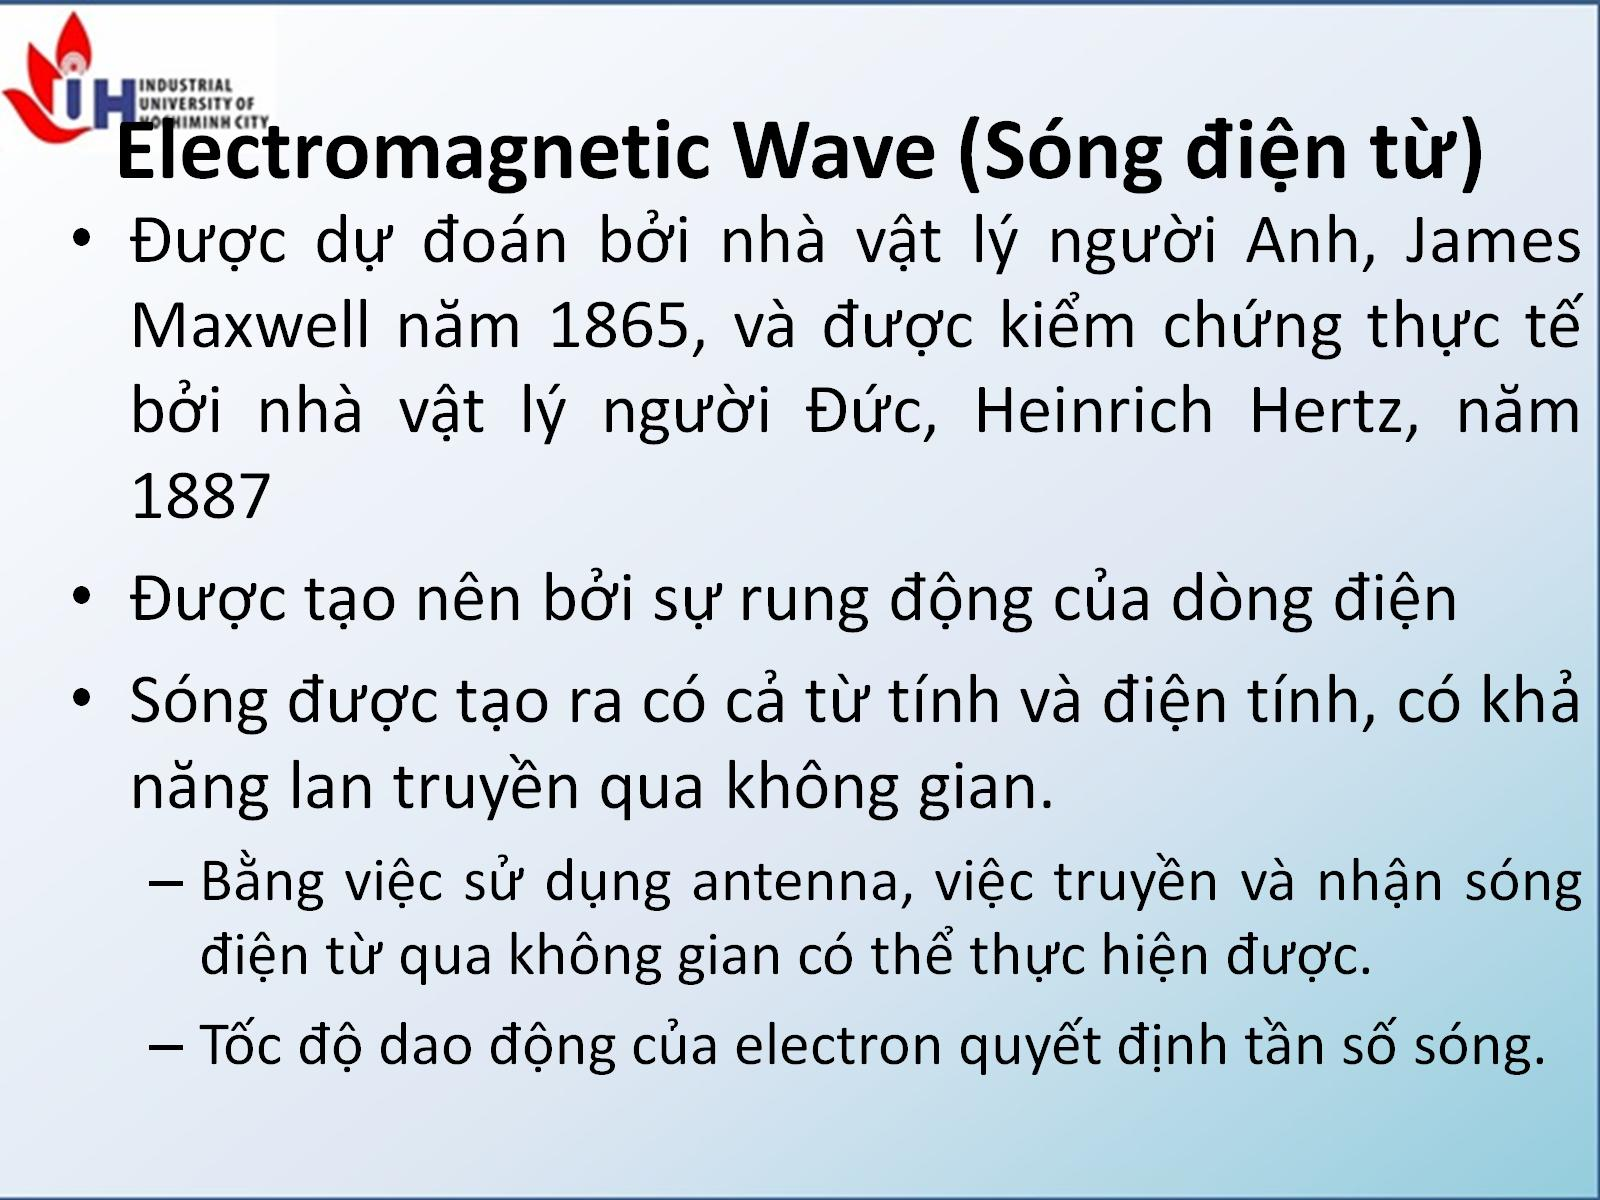 INDUSTRIAL
UNIVERSITY OF
HOCHIMINH CITY
Electromagnetic Wave (Sóng điện từ)
• Được dự đoán bởi nhà vật lý người Anh, James
Maxwell năm 1865, và được kiểm chứng thực tế
bởi nhà vật lý người Đức, Heinrich Hertz, năm
1887
• Được tạo nên bởi sự rung động của dòng điện
• Sóng được tạo ra có cả từ tính và điện tính, có khả
năng lan truyền qua không gian.
– Bằng việc sử dụng antenna, việc truyền và nhận sóng
điện từ qua không gian có thể thực hiện được.
– Tốc độ dao động của electron quyết định tần số sóng.